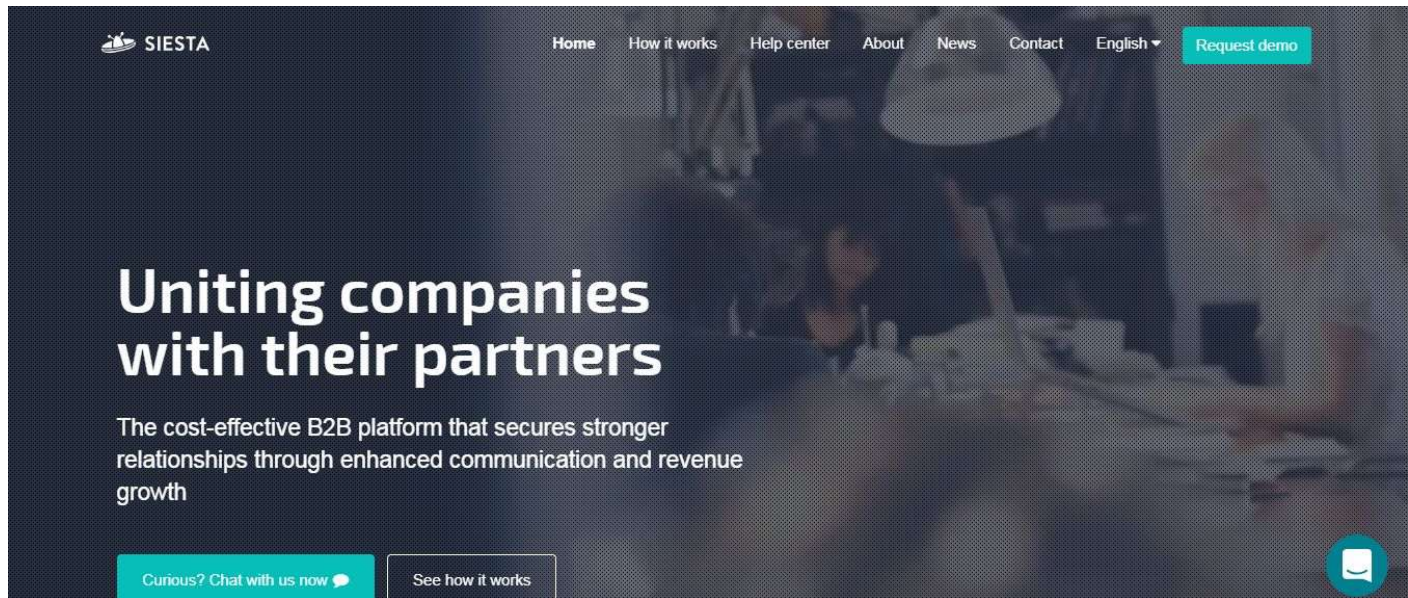 SIESTA
Home How it works Help center About News Contact English Request demo
Uniting companies
with their partners
The cost-effective B2B platform that secures stronger
relationships through enhanced communication and revenue
growth
Curious? Chat with us now See how it works